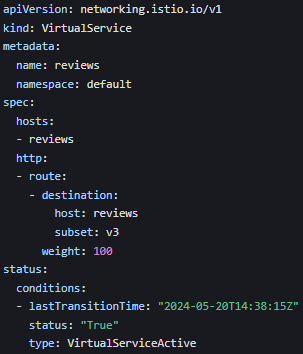 apiVersion: networking.istio.io/v1
kind: VirtualService
metadata:
  name: reviews
  namespace: default
spec:
  hosts:
  - reviews
  http:
  - route:
    - destination:
        host: reviews
        subset: v3
      weight: 100
status:
  conditions:
  - lastTransitionTime: "2024-05-20T14:38:15Z"
    status: "True"
    type: VirtualServiceActive